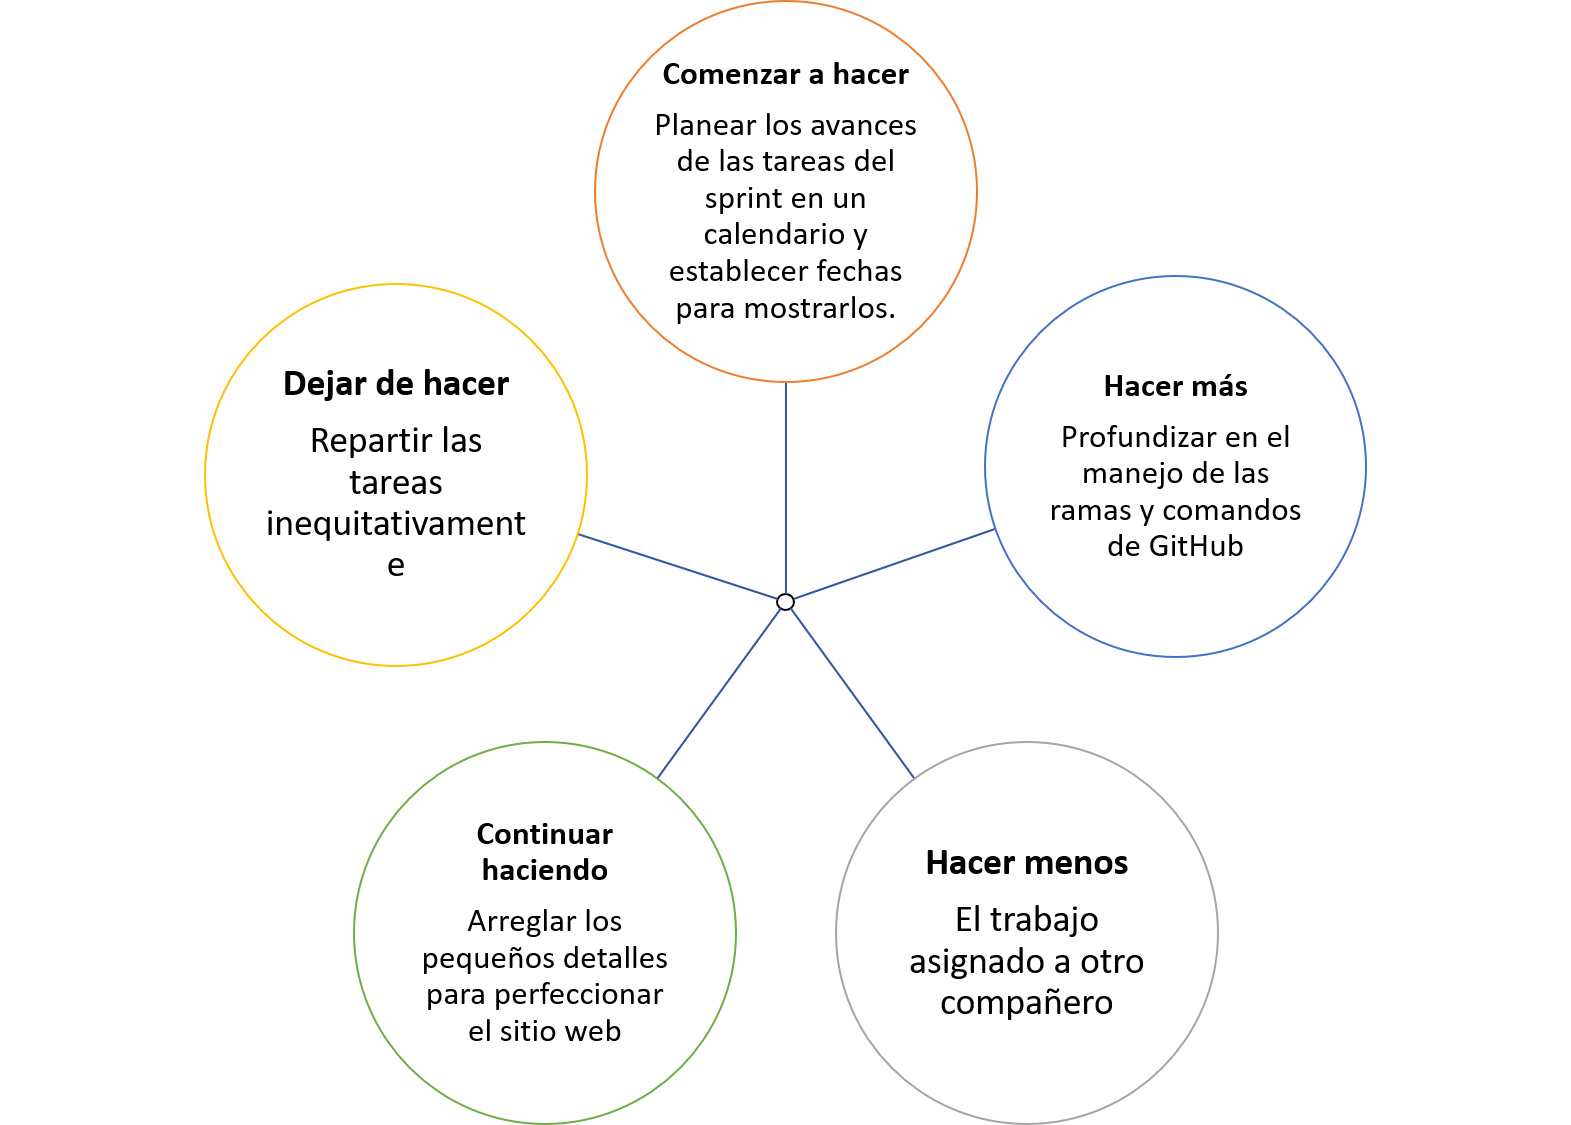 Comenzar a hacer
Planear los avances
de las tareas del
sprint en un
calendario y
establecer fechas
para mostrarlos.
Dejar de hacer
Repartir las
tareas
inequitativament
e
Hacer más
Profundizar en el
manejo de las
ramas y comandos
de GitHub
Continuar
haciendo
Arreglar los
pequeños detalles
para perfeccionar
el sitio web
Hacer menos
El trabajo
asignado a otro
compañero